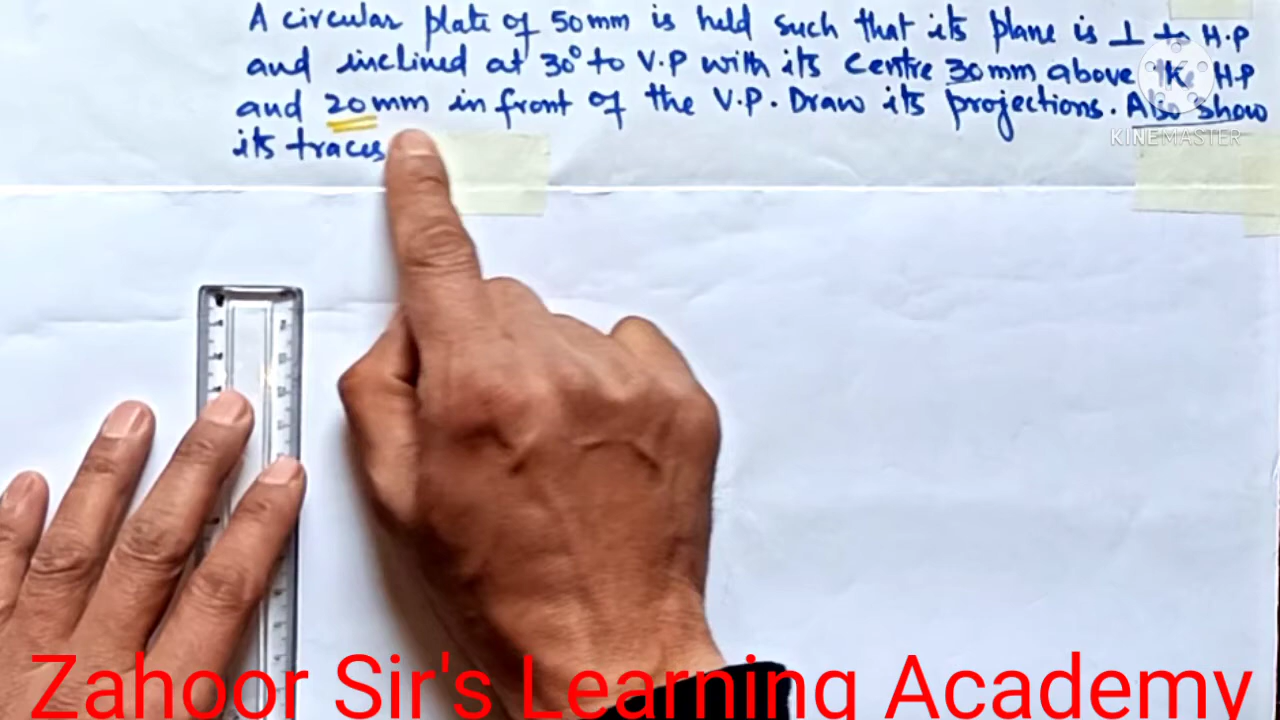 A circular plate of 50mm is held such that its plane is ⊥ to H.P
and inclined at 30° to V.P with its centre 30mm above the H.P
and 20mm in front of the V.P. Draw its projections. Also show
its traces
KINEMASTER
Zahoor Sir's Learning Academy